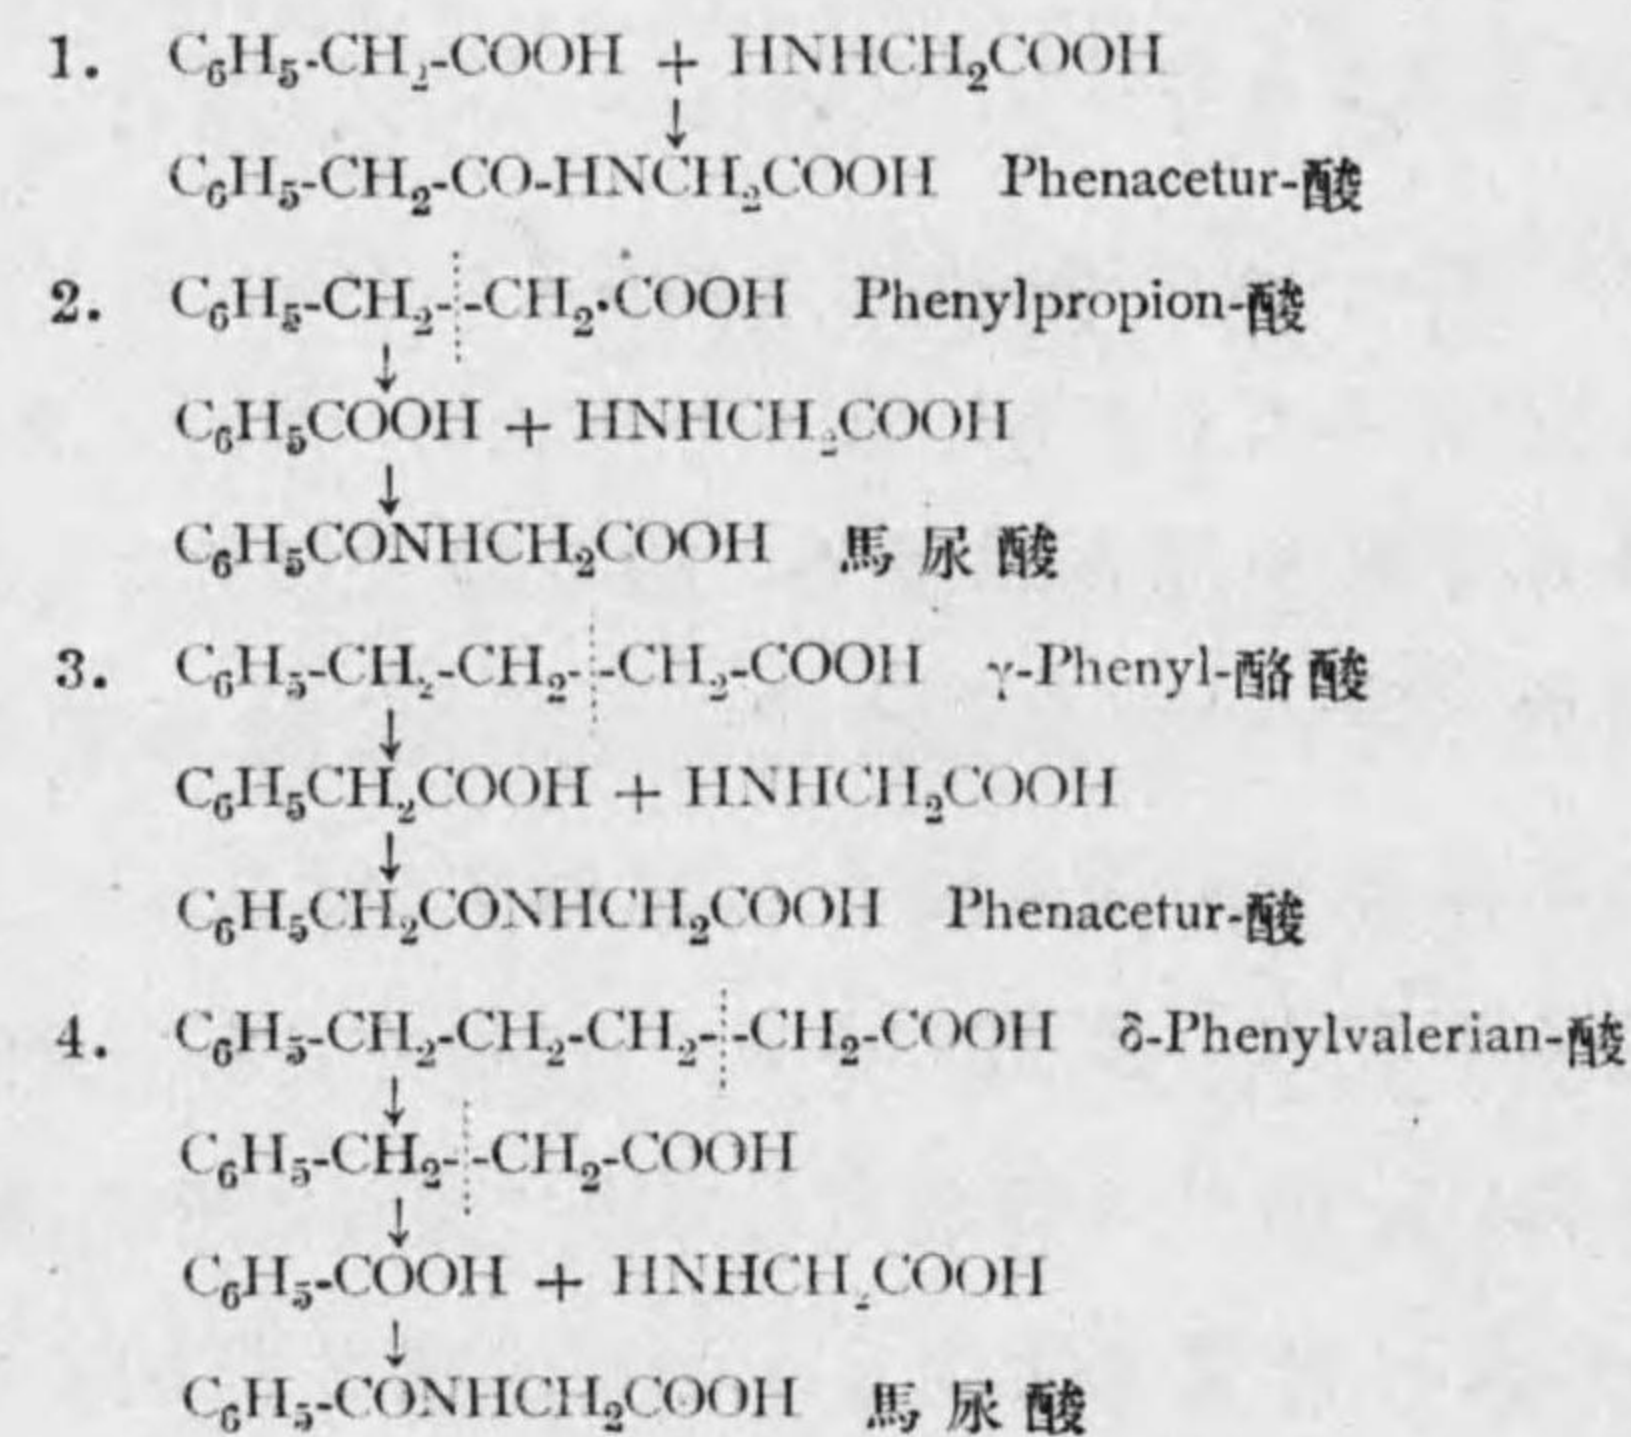 1. C₆H₅-CH₂-COOH + HNHCH₂COOH
↓
C₆H₅-CH₂-CO-HNCH₂COOH Phenacetur-酸
2. C₆H₅-CH₂-┊-CH₂·COOH Phenylpropion-酸
↓
C₆H₅COOH + HNHCH₂COOH
↓
C₆H₅CONHCH₂COOH 馬尿酸
3. C₆H₅-CH₂-CH₂-┊-CH₂-COOH γ-Phenyl-酪酸
↓
C₆H₅CH₂COOH + HNHCH₂COOH
↓
C₆H₅CH₂CONHCH₂COOH Phenacetur-酸
4. C₆H₅-CH₂-CH₂-CH₂-┊-CH₂-COOH δ-Phenylvalerian-酸
↓
C₆H₅-CH₂-┊-CH₂-COOH
↓
C₆H₅-COOH + HNHCH₂COOH
↓
C₆H₅-CONHCH₂COOH 馬尿酸